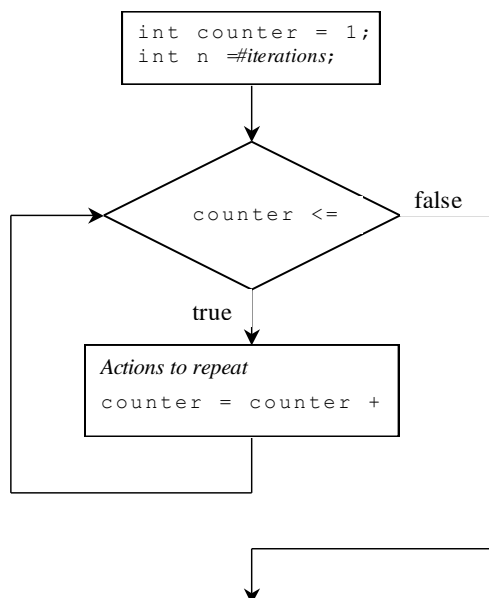 int counter = 1;
int n =#iterations;
counter <=
false
true
Actions to repeat
counter = counter +